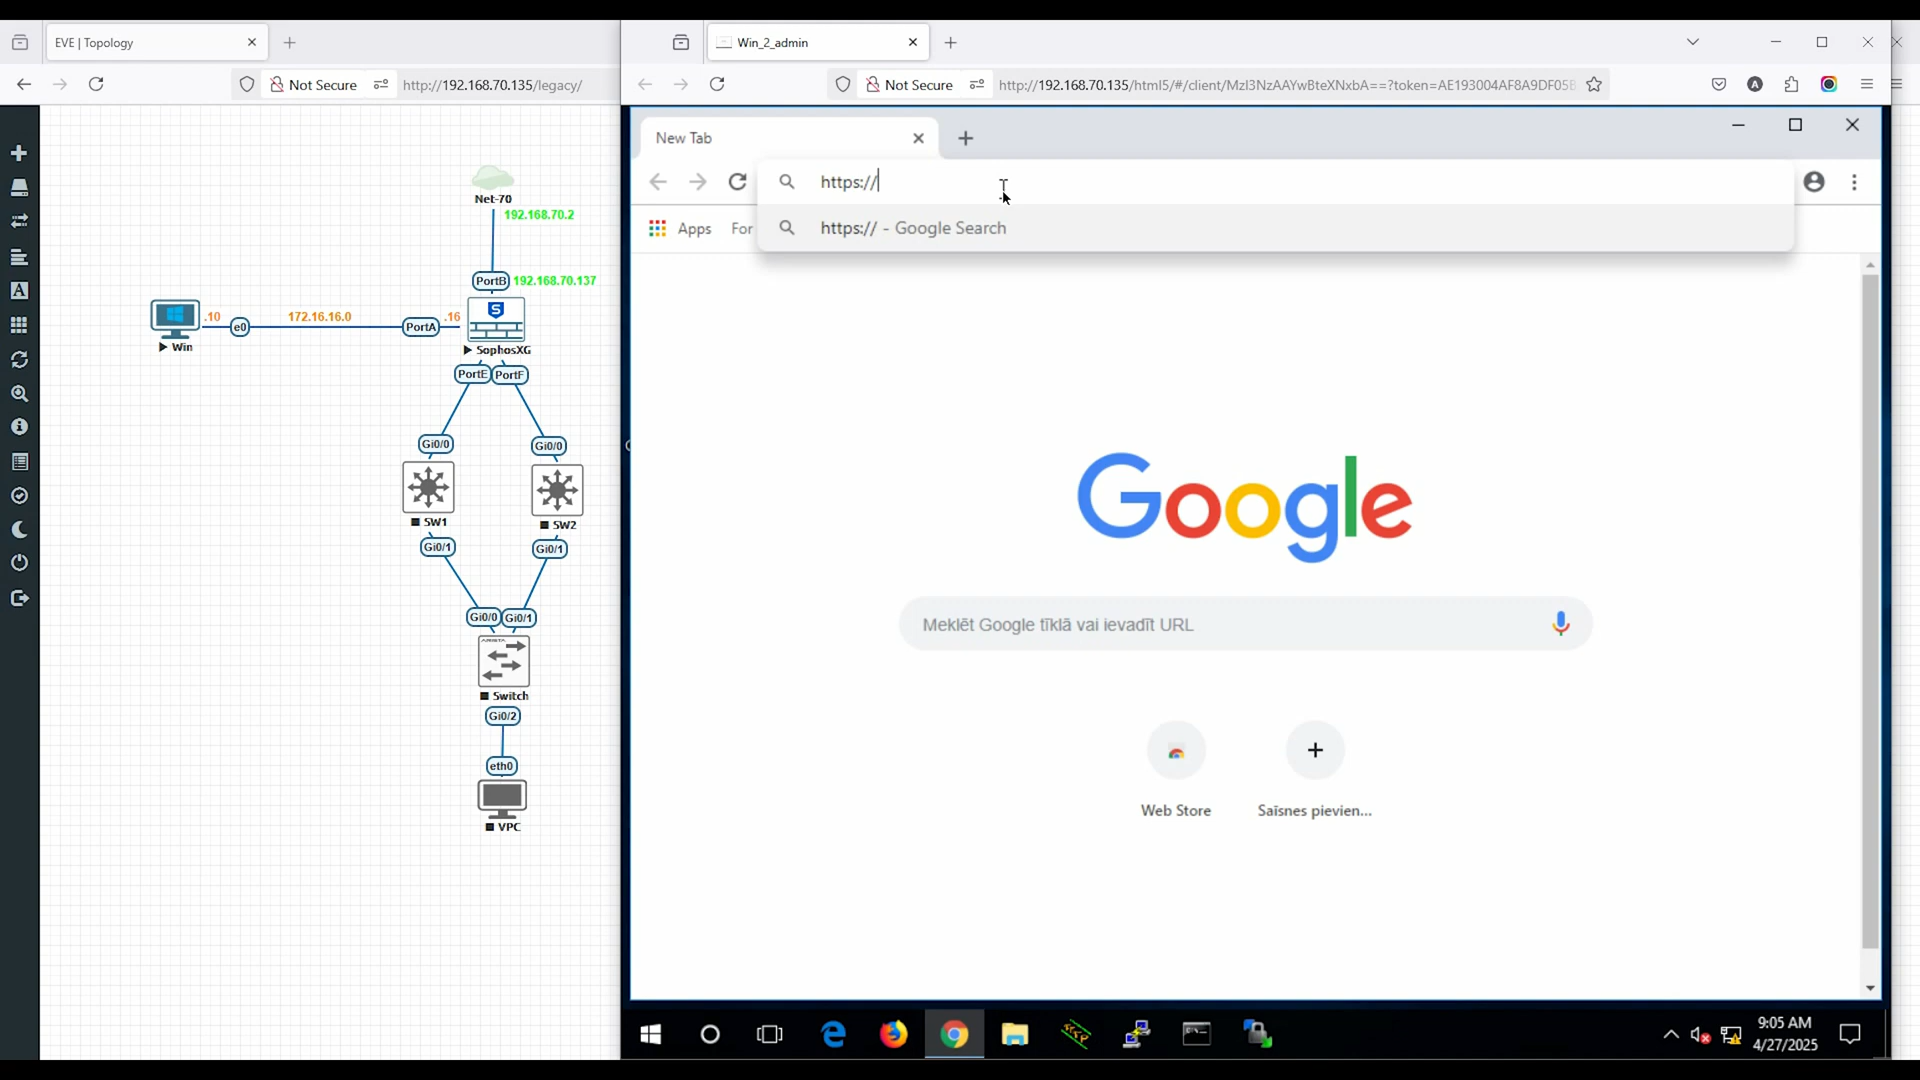 EVE | Topology
Not Secure
http://192.168.70.135/legacy/
Net-70
192.168.70.2
PortB
192.168.70.137
.10
e0
172.16.16.0
PortA
.16
Win
SophosXG
PortE
PortF
Gi0/0
Gi0/0
SW1
SW2
Gi0/1
Gi0/1
Gi0/0
Gi0/1
ARISTA
Switch
Gi0/2
eth0
VPC
Win_2_admin
Not Secure
http://192.168.70.135/html5/#/client/MzI3NzAAYwBteXNxbA==?token=AE193004AF8A9DF05B
New Tab
https://
Apps
For
https:// - Google Search
Google
Meklēt Google tīklā vai ievadīt URL
Web Store
Saīsnes pievien...
9:05 AM
4/27/2025